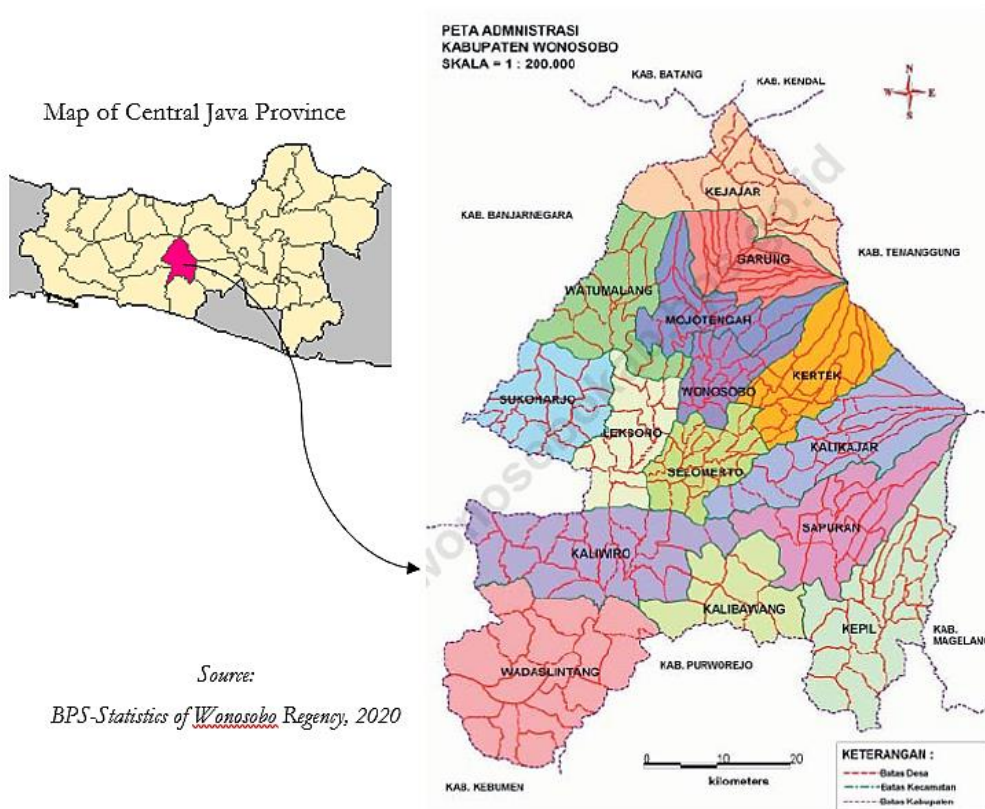 Map of Central Java Province
Source:
BPS-Statistics of Wonosobo Regency, 2020
PETA ADMNISTRASI
KABUPATEN WONOSOBO
SKALA = 1 : 200.000
KAB. BATANG
KAB. KENDAL
N
W
E
S
KEJAJAR
KAB. BANJARNEGARA
KAB. TEMANGGUNG
GARUNG
WATUMALANG
MOJOTENGAH
KERTEK
WONOSOBO
SUKOHARJO
LEKSONO
KALIKAJAR
SELOMERTO
SAPURAN
KALIWIRO
KALIBAWANG
KEPIL
KAB.
MAGELANG
KAB. PURWOREJO
WADASLINTANG
0 10 20
kilometers
KAB. KEBUMEN
KETERANGAN :
Batas Desa
Batas Kecamatan
Batas Kabupaten